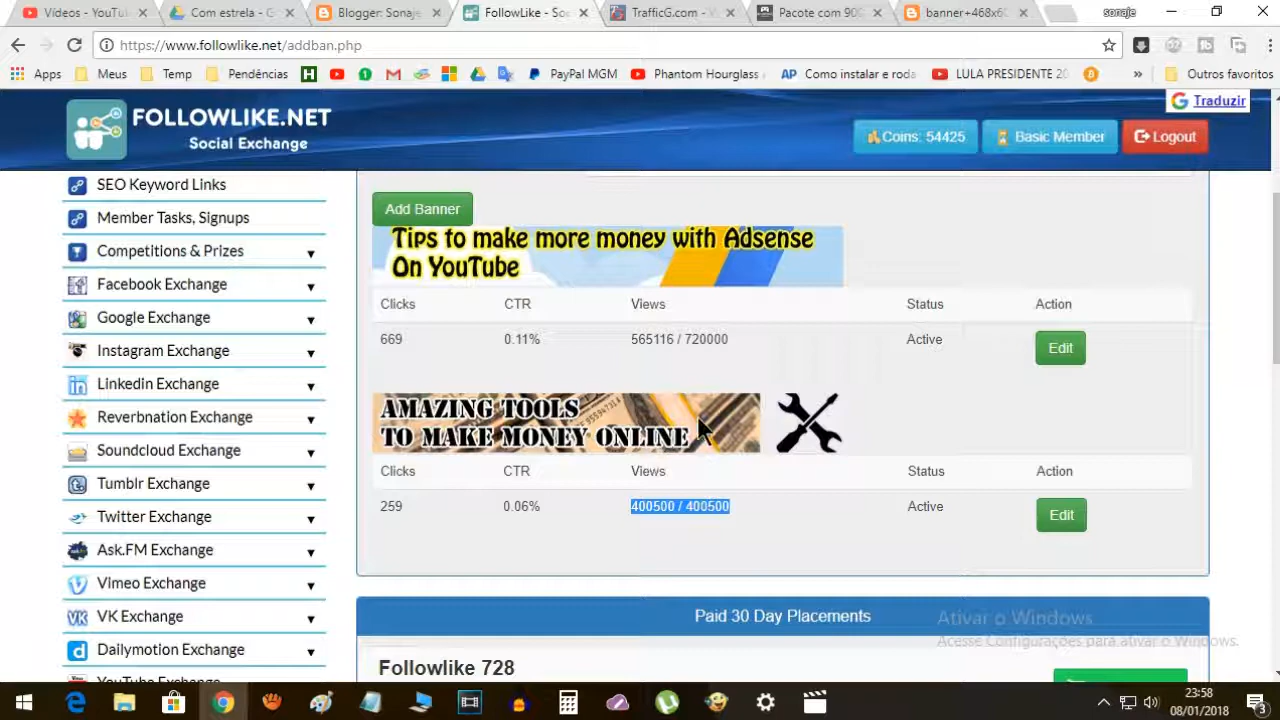 Vídeos - YouTu
Com estrela - G
Blogger: Sonaje
FollowLike - So
TrafficG.com - W
Pacote com 90
banner+468x60
sonaje
https://www.followlike.net/addban.php
Apps
Meus
Temp
Pendências
PayPal MGM
Phantom Hourglass
Como instalar e roda
LULA PRESIDENTE 20
»
Outros favoritos
FOLLOWLIKE.NET
Social Exchange
Traduzir
Coins: 54425
Basic Member
Logout
SEO Keyword Links
Member Tasks, Signups
Competitions & Prizes
Facebook Exchange
Google Exchange
Instagram Exchange
Linkedin Exchange
Reverbnation Exchange
Soundcloud Exchange
Tumblr Exchange
Twitter Exchange
Ask.FM Exchange
Vimeo Exchange
VK Exchange
Dailymotion Exchange
YouTube Exchange
Add Banner
Tips to make more money with Adsense
On YouTube
Clicks CTR Views Status Action
669 0.11% 565116 / 720000 Active Edit
AMAZING TOOLS
TO MAKE MONEY ONLINE
Clicks CTR Views Status Action
259 0.06% 400500 / 400500 Active Edit
Paid 30 Day Placements
Followlike 728
Ativar o Windows
Acesse Configurações para ativar o Windows.
23:58
08/01/2018